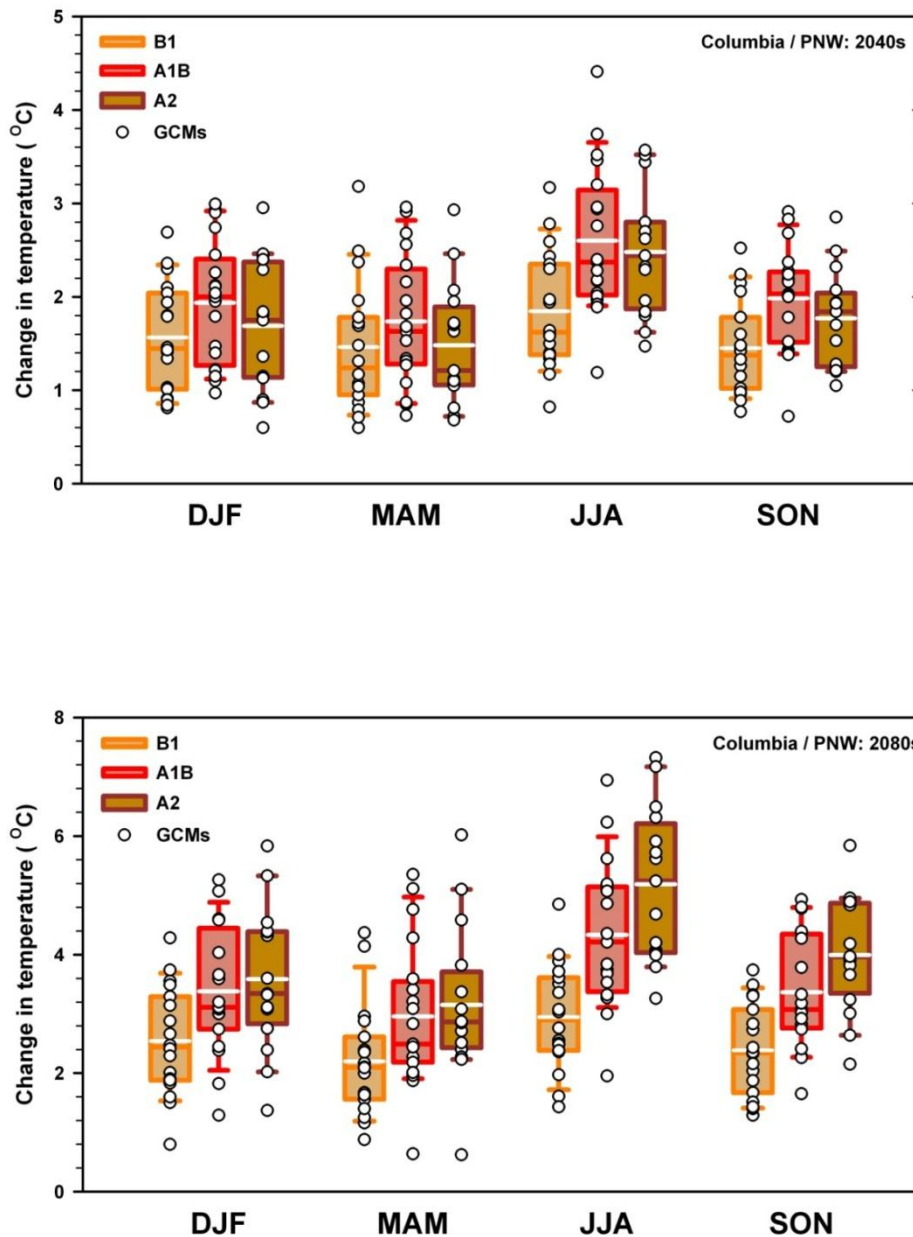 5
B1
Columbia / PNW: 2040s
A1B
4
A2
GCMs
3
2
1
0
Change in temperature ( °C)
DJF
MAM
JJA
SON
8
B1
Columbia / PNW: 2080s
A1B
A2
6
GCMs
4
2
0
Change in temperature ( °C)
DJF
MAM
JJA
SON